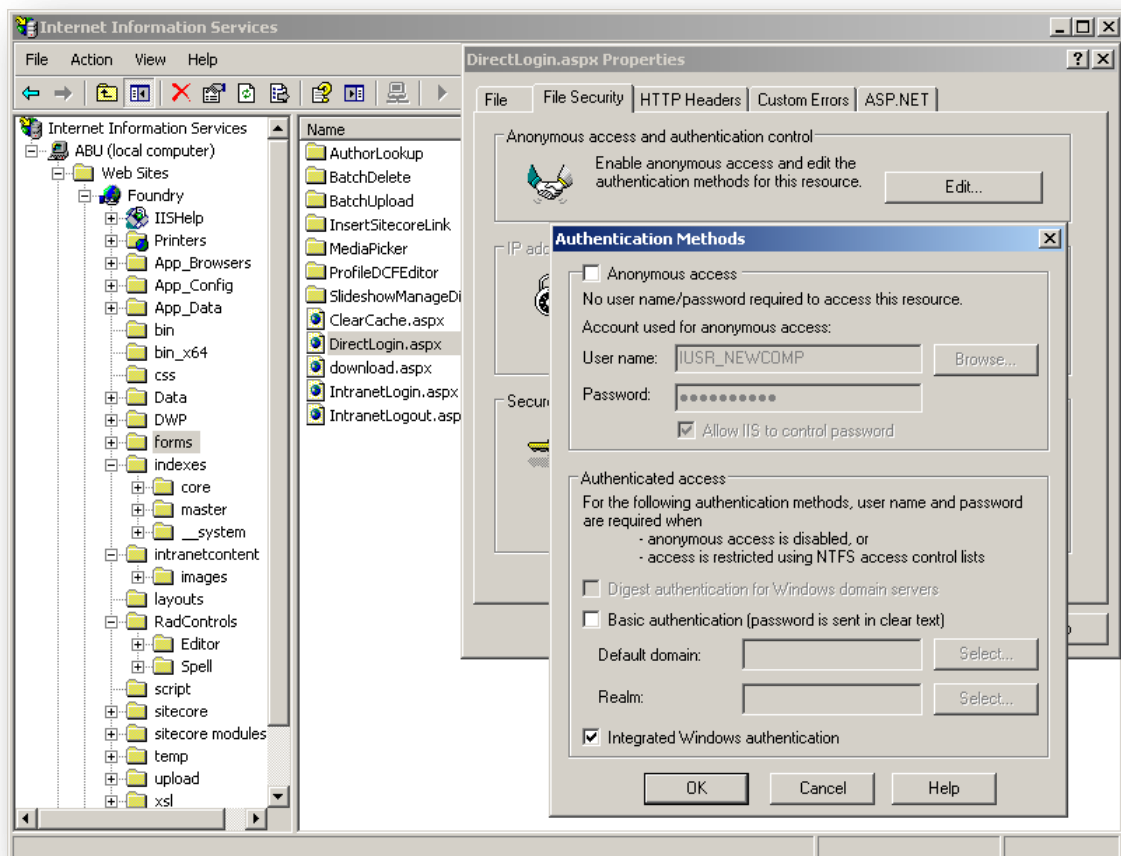 Internet Information Services
File Action View Help
Internet Information Services
ABU (local computer)
Web Sites
Foundry
IISHelp
Printers
App_Browsers
App_Config
App_Data
bin
bin_x64
css
Data
DWP
forms
indexes
core
master
__system
intranetcontent
images
layouts
RadControls
Editor
Spell
script
sitecore
sitecore modules
temp
upload
xsl
Name
AuthorLookup
BatchDelete
BatchUpload
InsertSitecoreLink
MediaPicker
ProfileDCFEditor
SlideshowManageDi
ClearCache.aspx
DirectLogin.aspx
download.aspx
IntranetLogin.aspx
IntranetLogout.asp
DirectLogin.aspx Properties
File File Security HTTP Headers Custom Errors ASP.NET
Anonymous access and authentication control
Enable anonymous access and edit the
authentication methods for this resource.
Edit...
IP add
Secur
Authentication Methods
Anonymous access
No user name/password required to access this resource.
Account used for anonymous access:
User name: IUSR_NEWCOMP Browse...
Password: ●●●●●●●●●●
Allow IIS to control password
Authenticated access
For the following authentication methods, user name and password
are required when
- anonymous access is disabled, or
- access is restricted using NTFS access control lists
Digest authentication for Windows domain servers
Basic authentication (password is sent in clear text)
Default domain: Select...
Realm: Select...
Integrated Windows authentication
OK Cancel Help